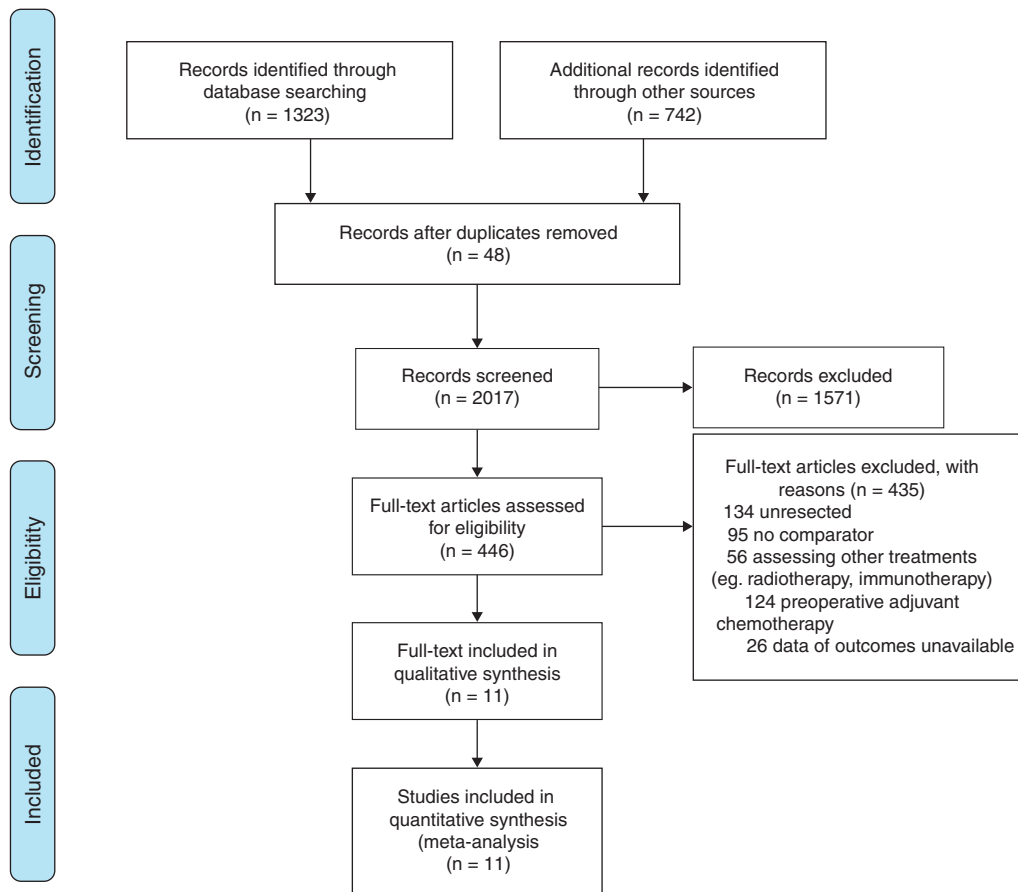 Identification
Records identified through
database searching
(n = 1323)
Additional records identified
through other sources
(n = 742)
Records after duplicates removed
(n = 48)
Screening
Records screened
(n = 2017)
Records excluded
(n = 1571)
Eligibitity
Full-text articles assessed
for eligibility
(n = 446)
Full-text articles excluded, with
reasons (n = 435)
134 unresected
95 no comparator
56 assessing other treatments
(eg. radiotherapy, immunotherapy)
124 preoperative adjuvant
chemotherapy
26 data of outcomes unavailable
Full-text included in
qualitative synthesis
(n = 11)
Included
Studies included in
quantitative synthesis
(meta-analysis
(n = 11)